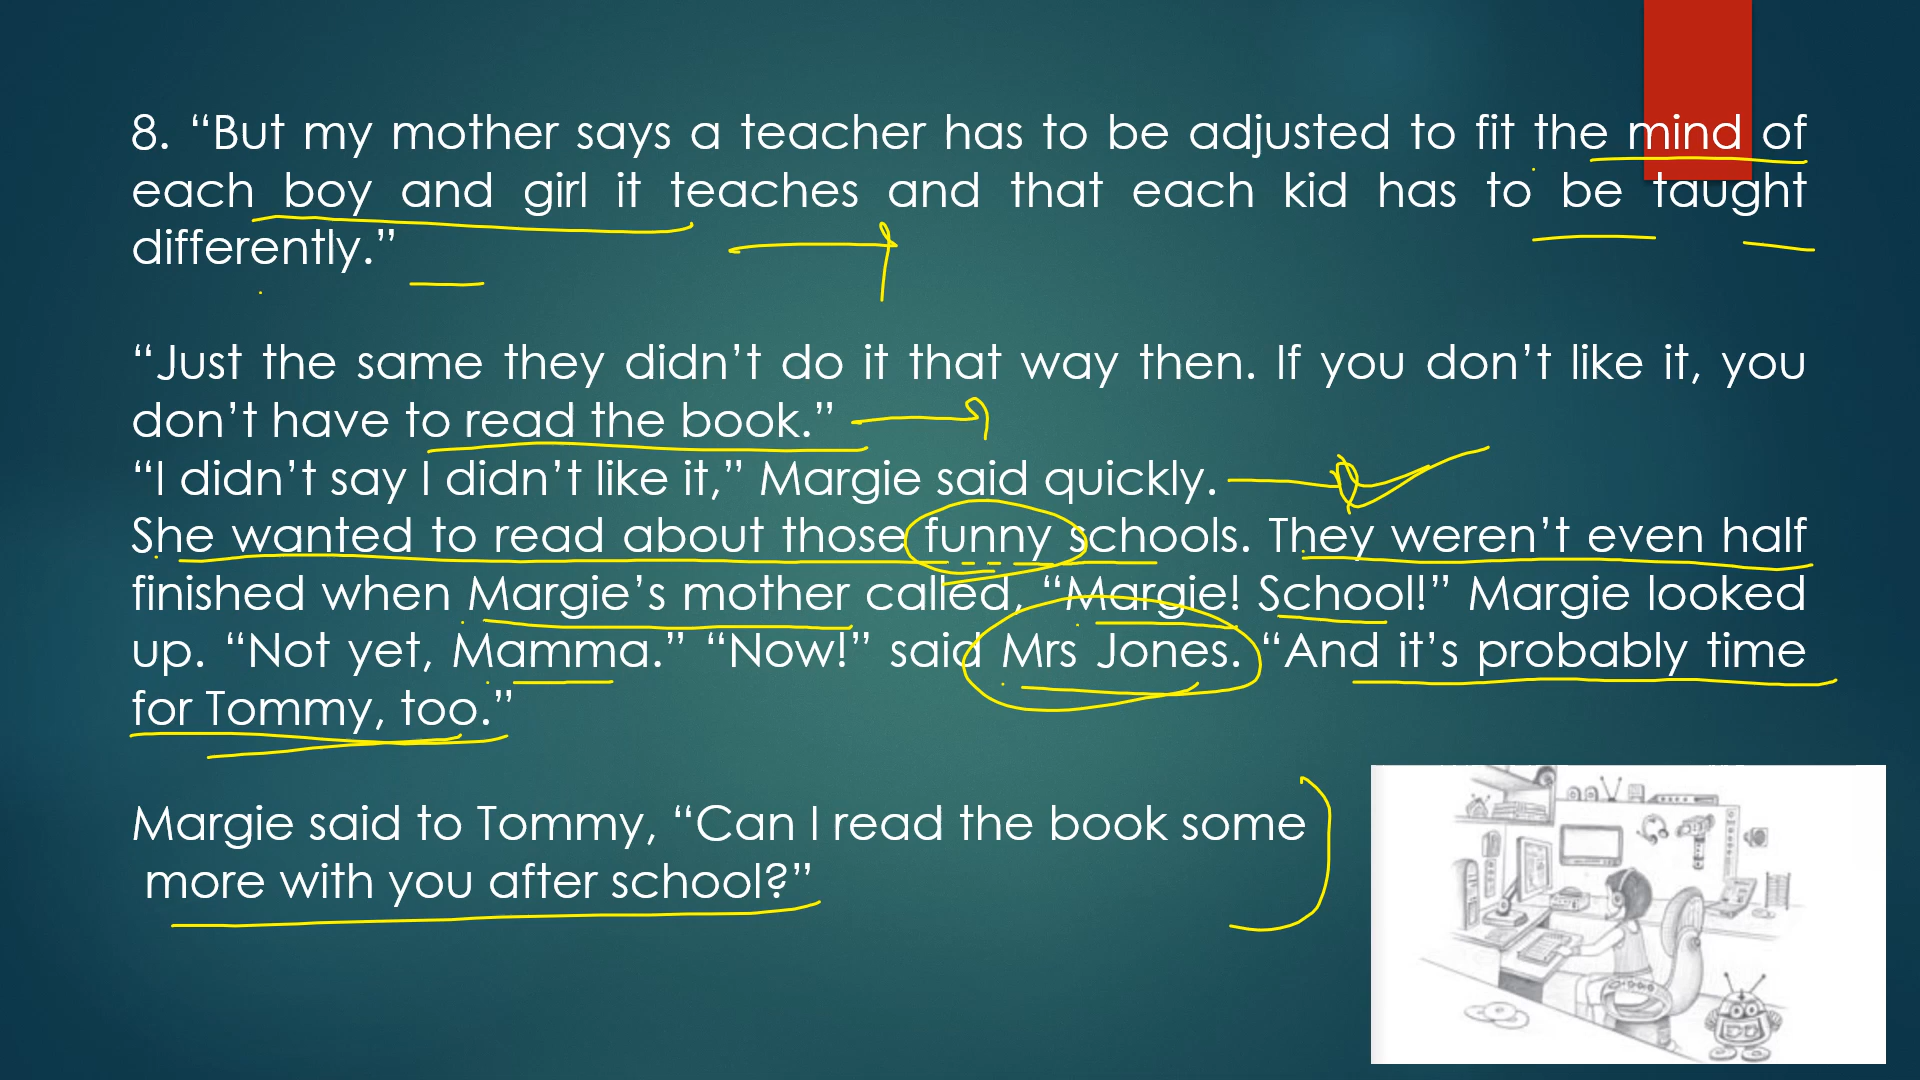 8. “But my mother says a teacher has to be adjusted to fit the mind of
each boy and girl it teaches and that each kid has to be taught
differently.”
“Just the same they didn’t do it that way then. If you don’t like it, you
don’t have to read the book.”
“I didn’t say I didn’t like it,” Margie said quickly.
She wanted to read about those funny schools. They weren’t even half
finished when Margie’s mother called, “Margie! School!” Margie looked
up. “Not yet, Mamma.” “Now!” said Mrs Jones. “And it’s probably time
for Tommy, too.”
Margie said to Tommy, “Can I read the book some
more with you after school?”